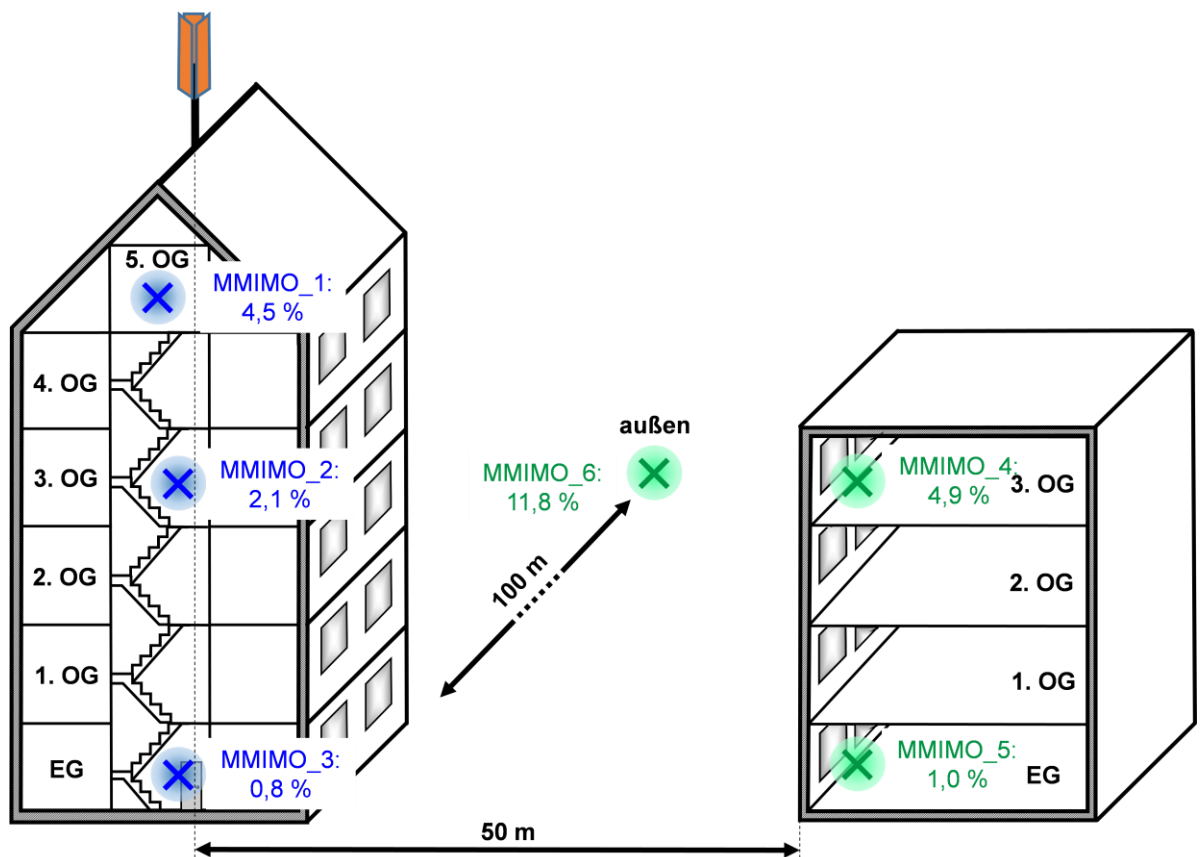 5. OG
MMIMO_1:
4,5 %
4. OG
3. OG
MMIMO_2:
2,1 %
2. OG
1. OG
EG
MMIMO_3:
0,8 %
außen
MMIMO_6:
11,8 %
100 m
MMIMO_4:
4,9 %
3. OG
2. OG
1. OG
MMIMO_5:
1,0 %
EG
50 m